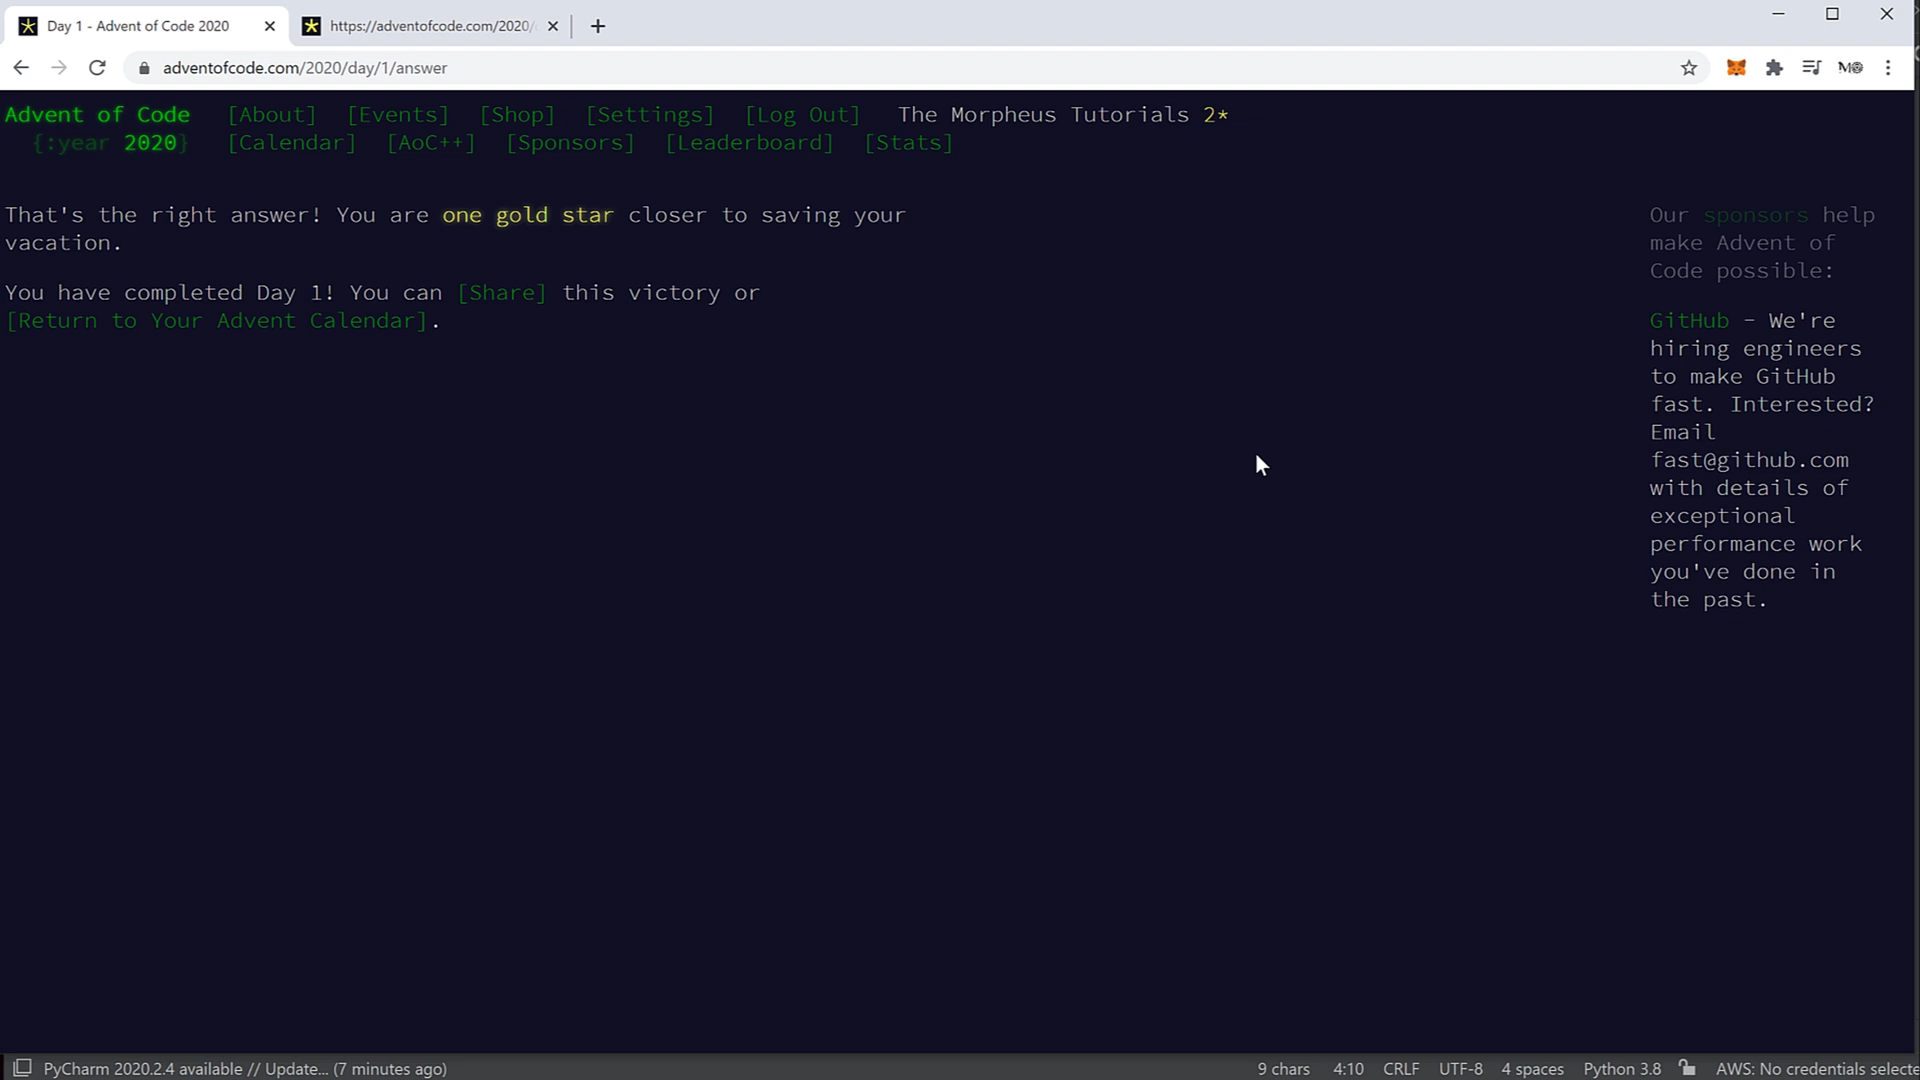 Day 1 - Advent of Code 2020
https://adventofcode.com/2020/
adventofcode.com/2020/day/1/answer
Advent of Code [About] [Events] [Shop] [Settings] [Log Out] The Morpheus Tutorials 2*
{:year 2020} [Calendar] [AoC++] [Sponsors] [Leaderboard] [Stats]
That's the right answer! You are one gold star closer to saving your
vacation.
You have completed Day 1! You can [Share] this victory or
[Return to Your Advent Calendar].
Our sponsors help
make Advent of
Code possible:
GitHub - We're
hiring engineers
to make GitHub
fast. Interested?
Email
fast@github.com
with details of
exceptional
performance work
you've done in
the past.
PyCharm 2020.2.4 available // Update... (7 minutes ago) 9 chars 4:10 CRLF UTF-8 4 spaces Python 3.8 AWS: No credentials selecte